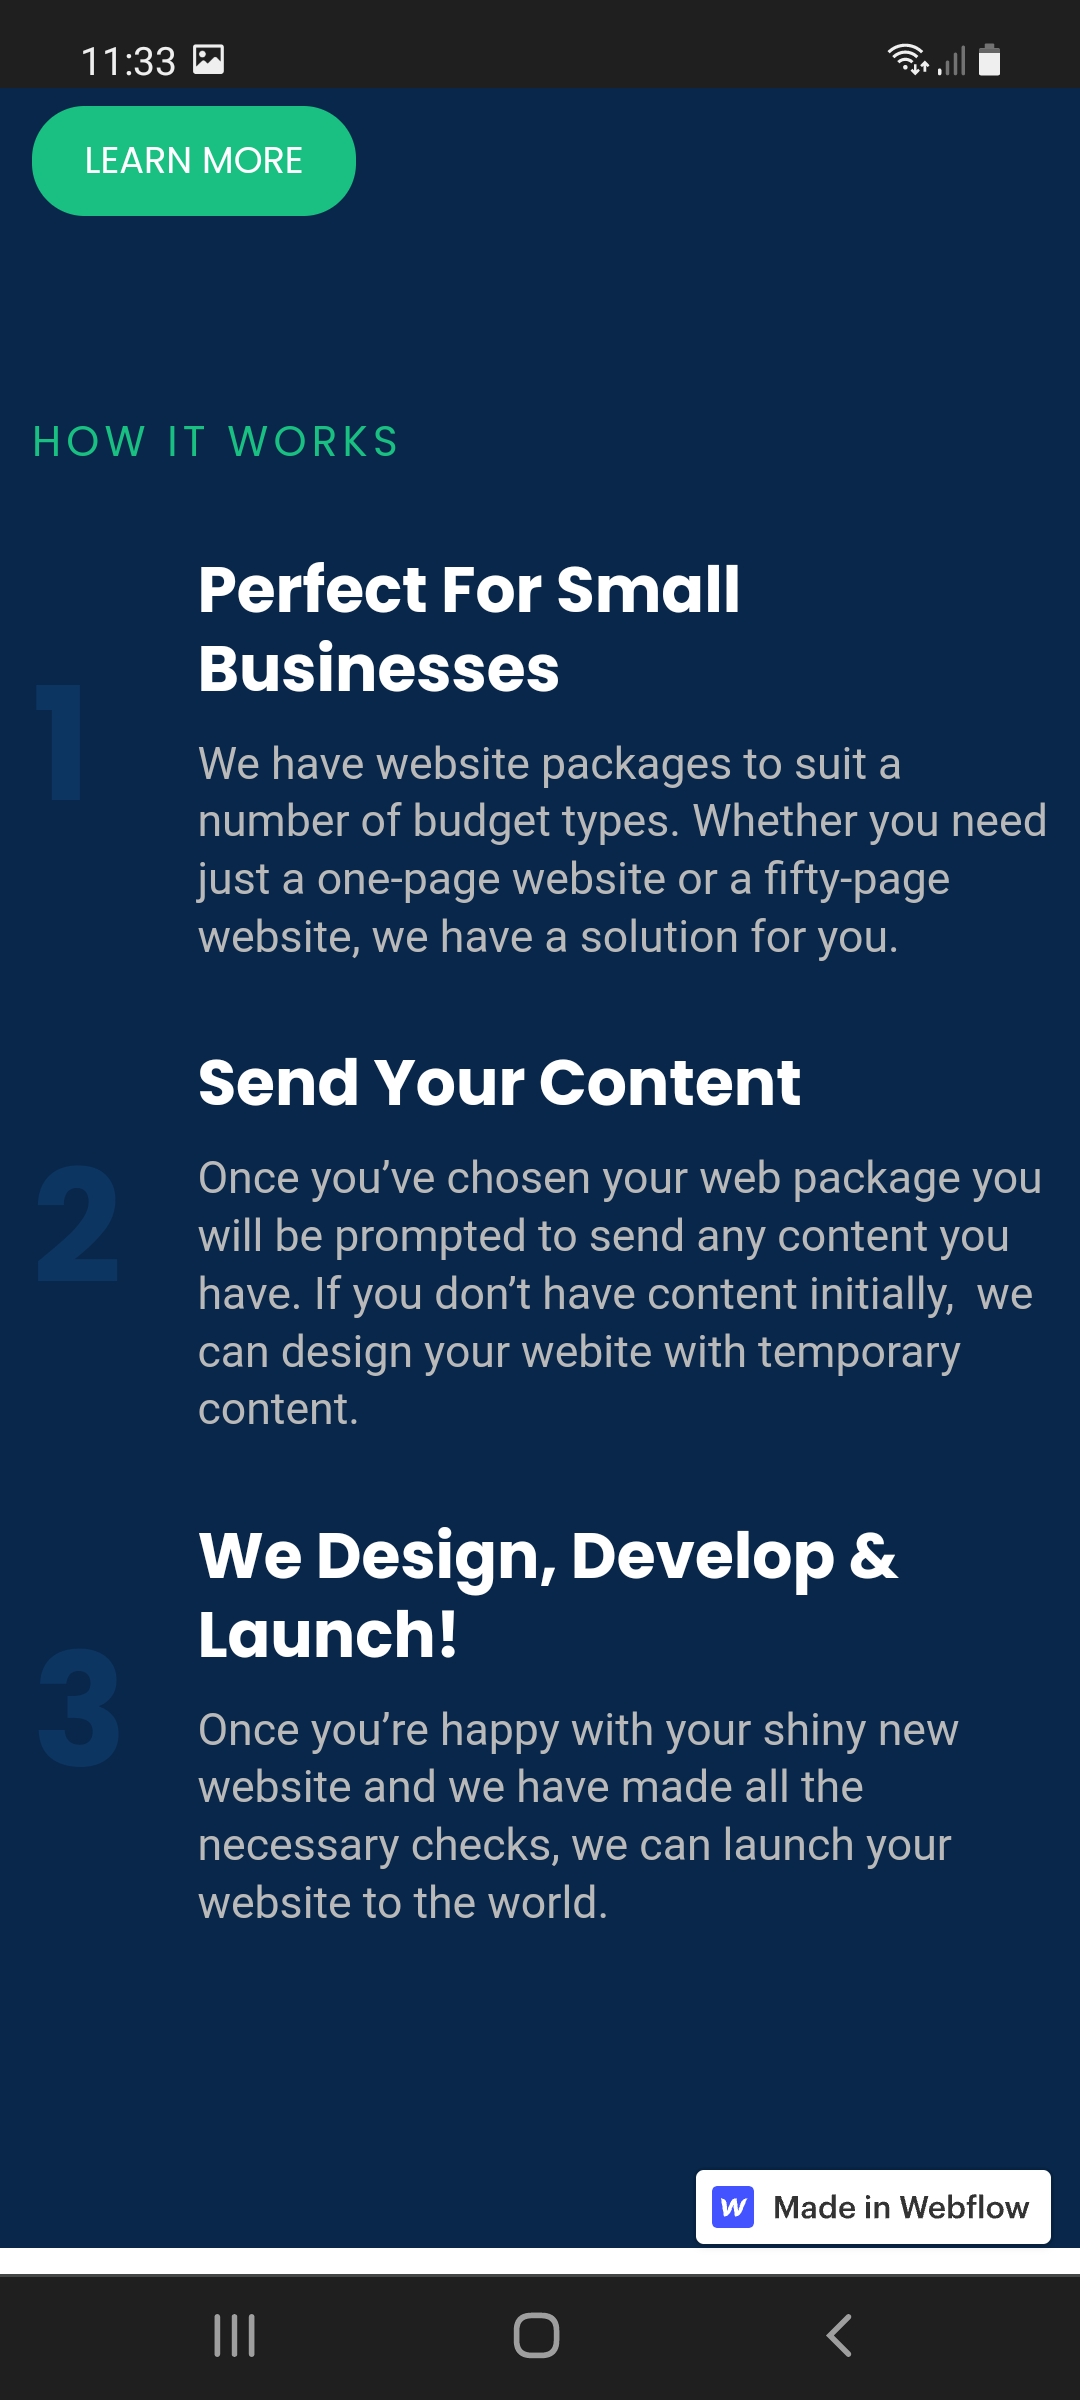 11:33
LEARN MORE
HOW IT WORKS
1
Perfect For Small
Businesses
We have website packages to suit a
number of budget types. Whether you need
just a one-page website or a fifty-page
website, we have a solution for you.
2
Send Your Content
Once you’ve chosen your web package you
will be prompted to send any content you
have. If you don’t have content initially,  we
can design your webite with temporary
content.
3
We Design, Develop &
Launch!
Once you’re happy with your shiny new
website and we have made all the
necessary checks, we can launch your
website to the world.
Made in Webflow